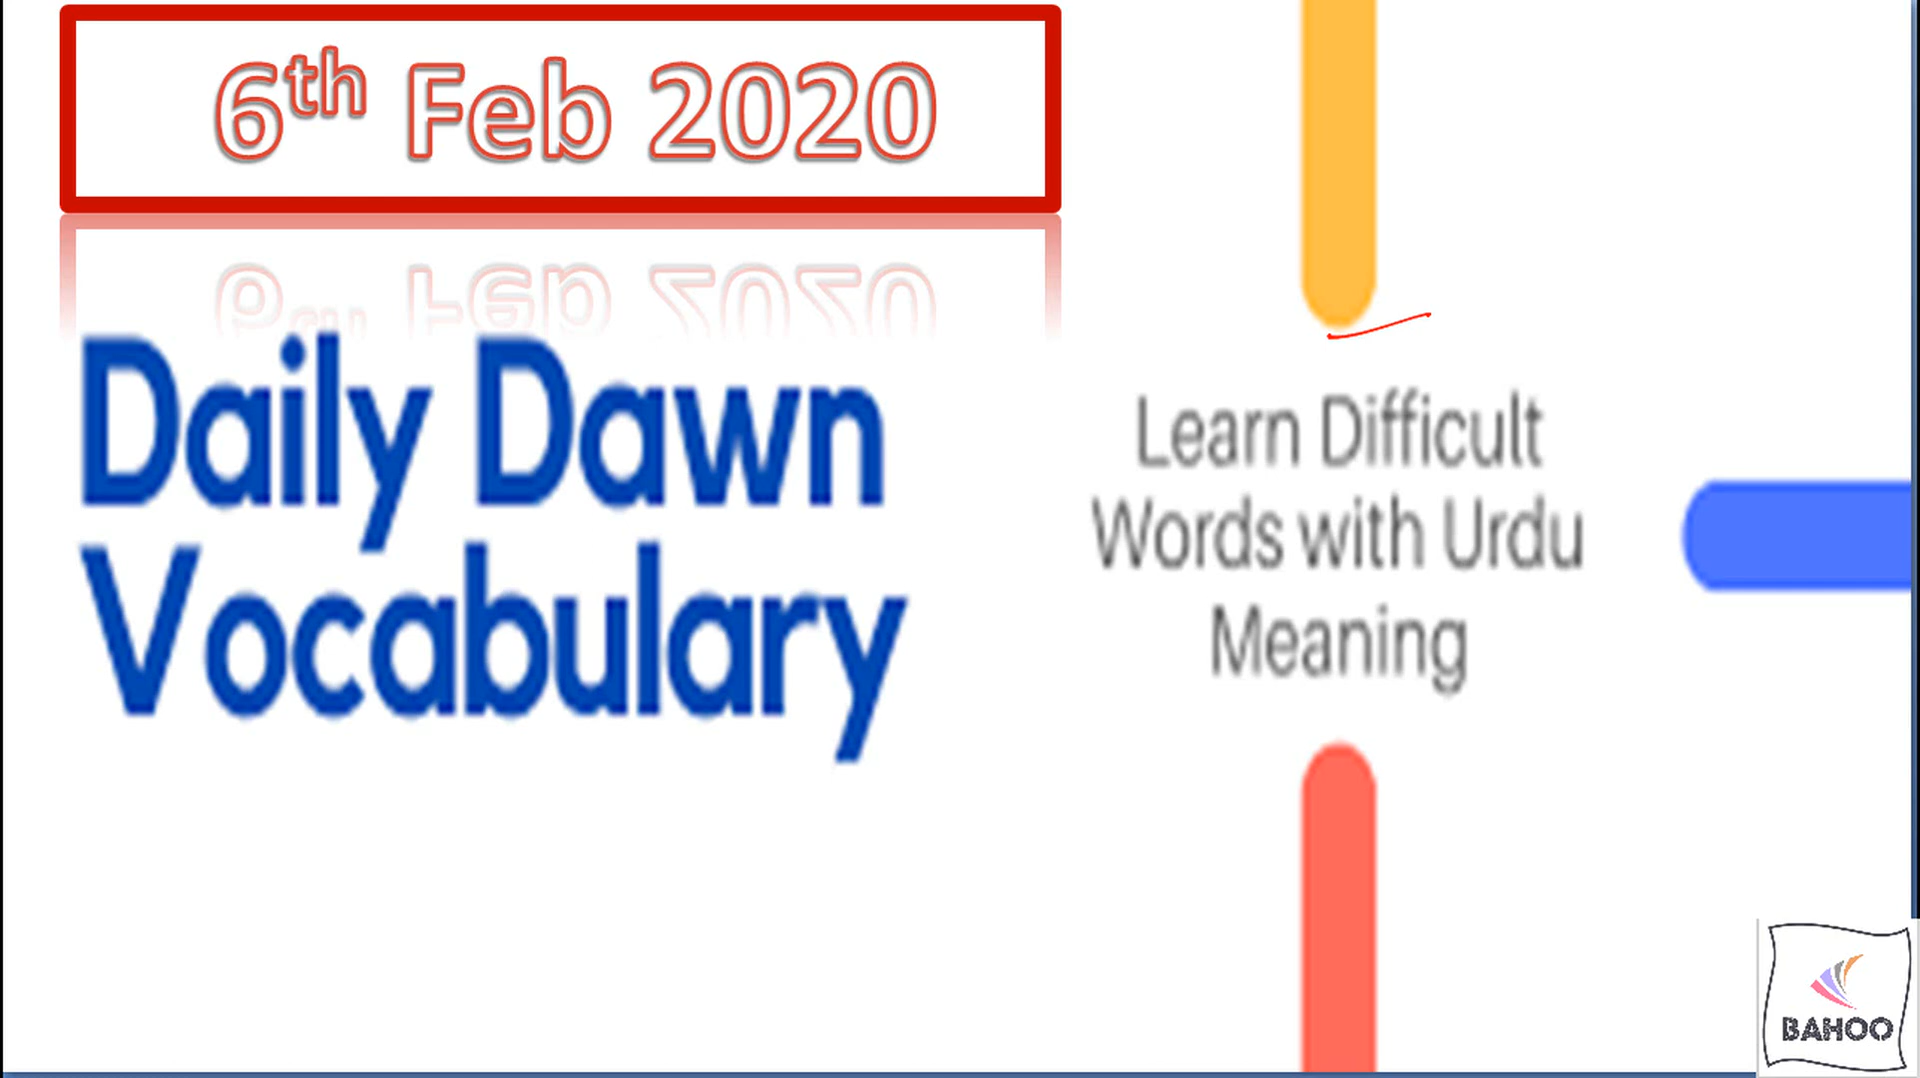 6th Feb 2020
Daily Dawn
Vocabulary
Learn Difficult
Words with Urdu
Meaning
BAHOO